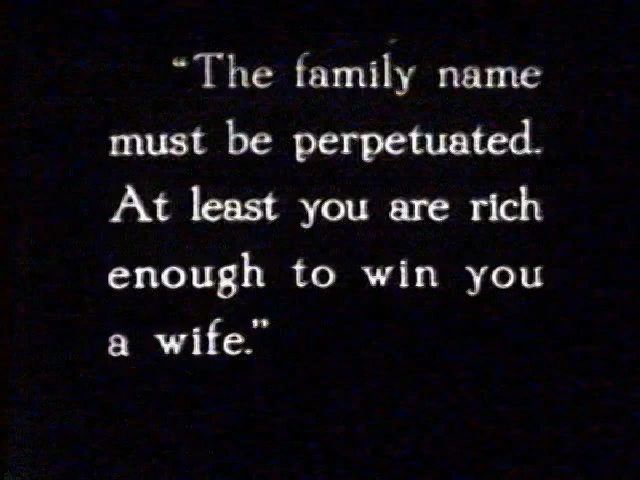 “The family name
must be perpetuated.
At least you are rich
enough to win you
a wife.”